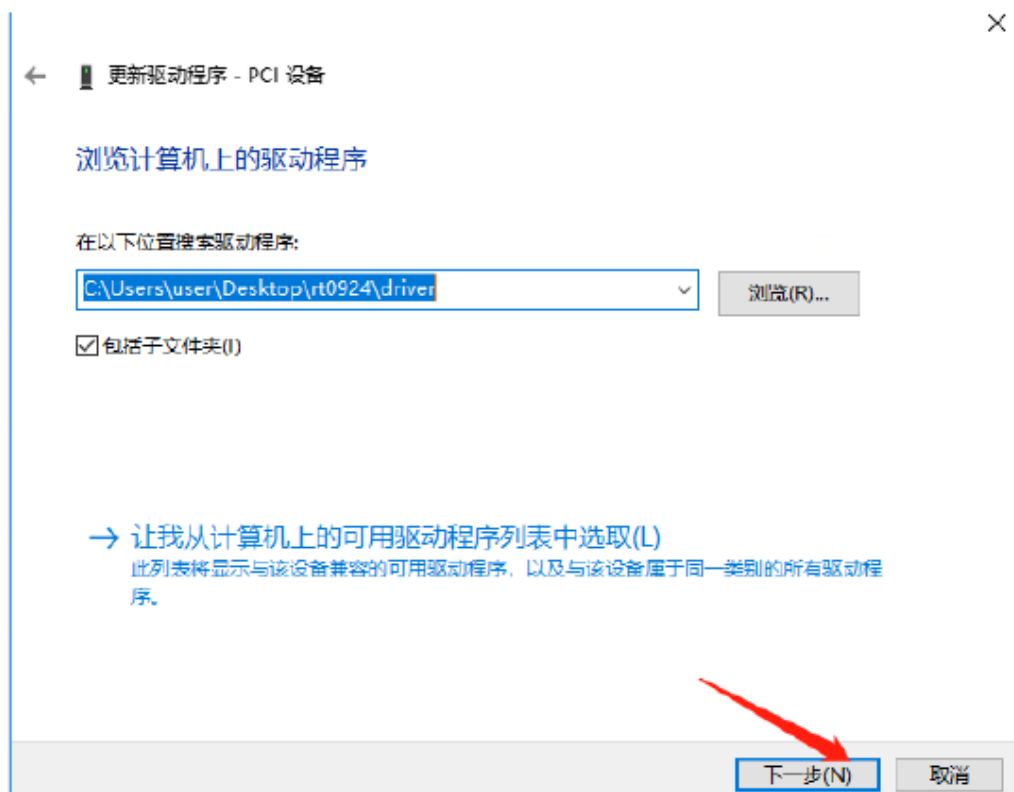 更新驱动程序 - PCI 设备
浏览计算机上的驱动程序
在以下位置搜索驱动程序:
C:\Users\user\Desktop\rt0924\driver
浏览(R)...
包括子文件夹(I)
让我从计算机上的可用驱动程序列表中选取(L)
此列表将显示与该设备兼容的可用驱动程序，以及与该设备属于同一类别的所有驱动程
序。
下一步(N)
取消